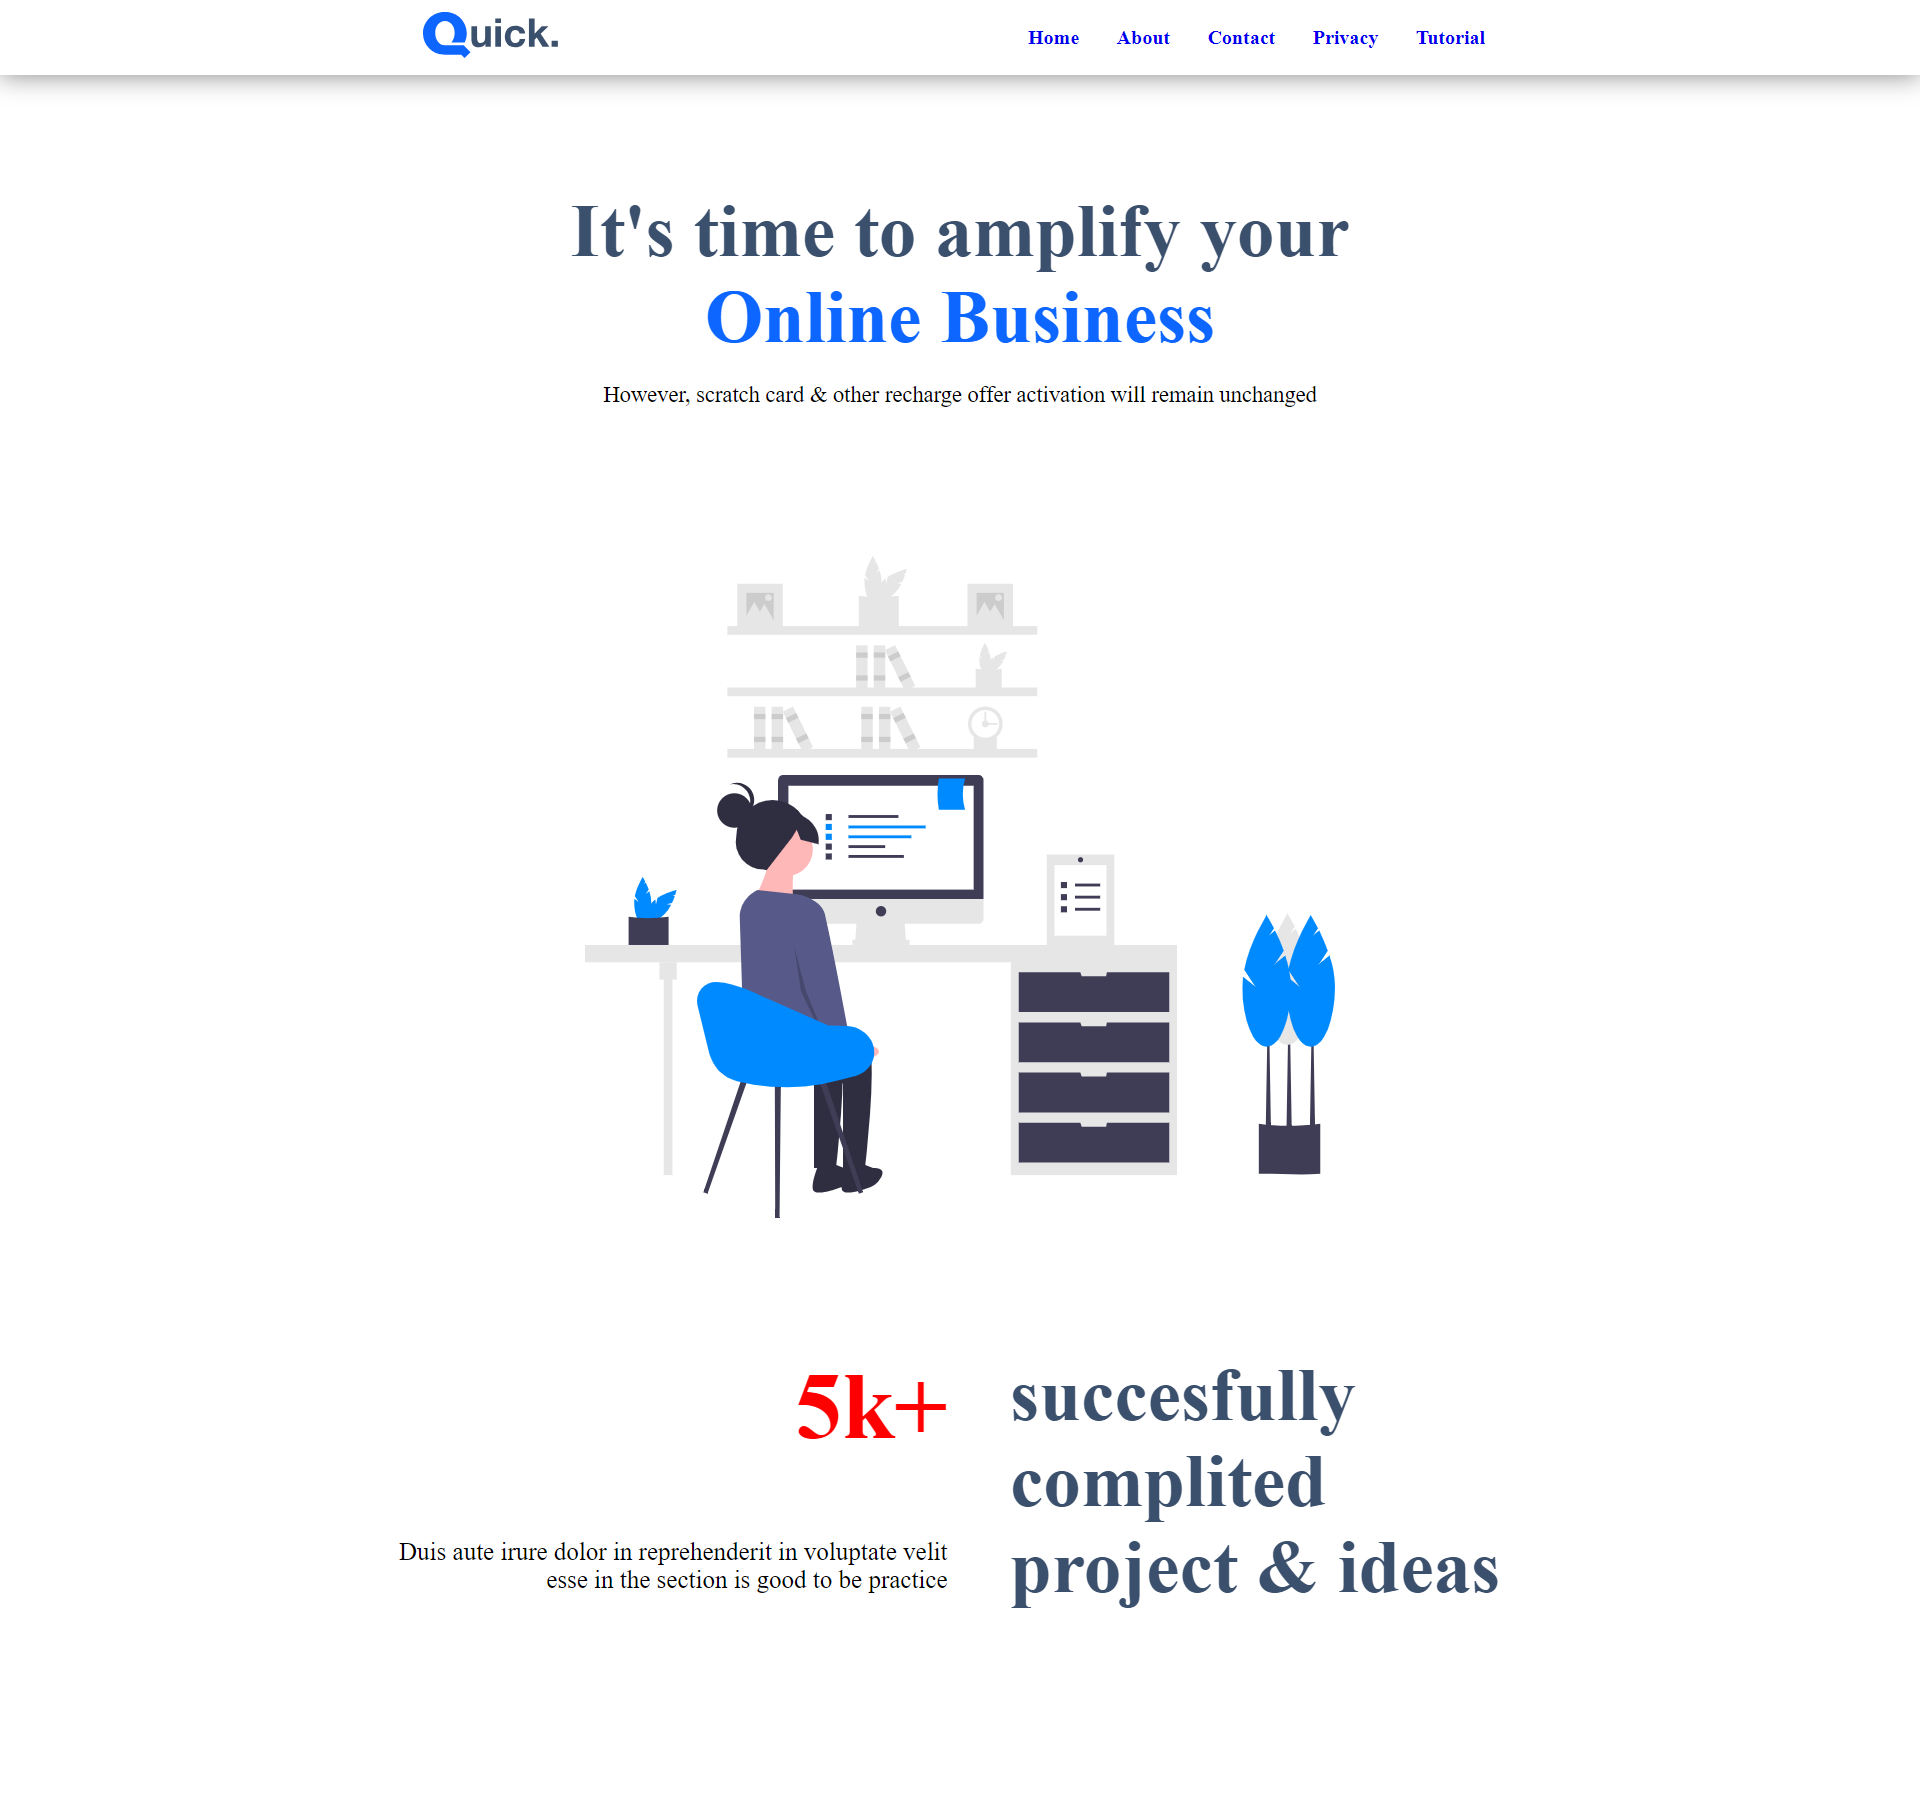 Quick.
Home About Contact Privacy Tutorial
It's time to amplify your
Online Business
However, scratch card & other recharge offer activation will remain unchanged
5k+
Duis aute irure dolor in reprehenderit in voluptate velit
esse in the section is good to be practice
succesfully
complited
project & ideas